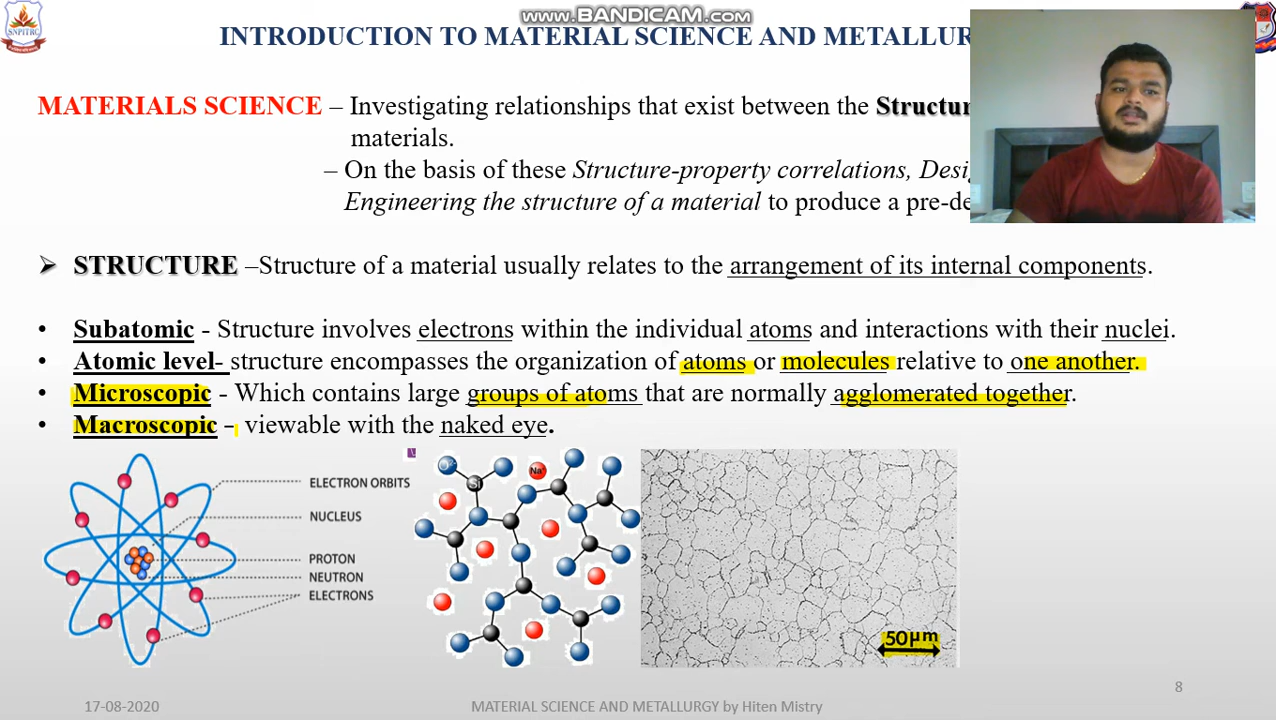 www.BANDICAM.com
SNPITRC
INTRODUCTION TO MATERIAL SCIENCE AND METALLUR
MATERIALS SCIENCE – Investigating relationships that exist between the Structur
materials.
– On the basis of these Structure-property correlations, Desi
Engineering the structure of a material to produce a pre-de
➤ STRUCTURE –Structure of a material usually relates to the arrangement of its internal components.
• Subatomic - Structure involves electrons within the individual atoms and interactions with their nuclei.
• Atomic level- structure encompasses the organization of atoms or molecules relative to one another.
• Microscopic - Which contains large groups of atoms that are normally agglomerated together.
• Macroscopic – viewable with the naked eye.
ELECTRON ORBITS
NUCLEUS
PROTON
NEUTRON
ELECTRONS
Si
Na⁺
50µm
8
17-08-2020
MATERIAL SCIENCE AND METALLURGY by Hiten Mistry